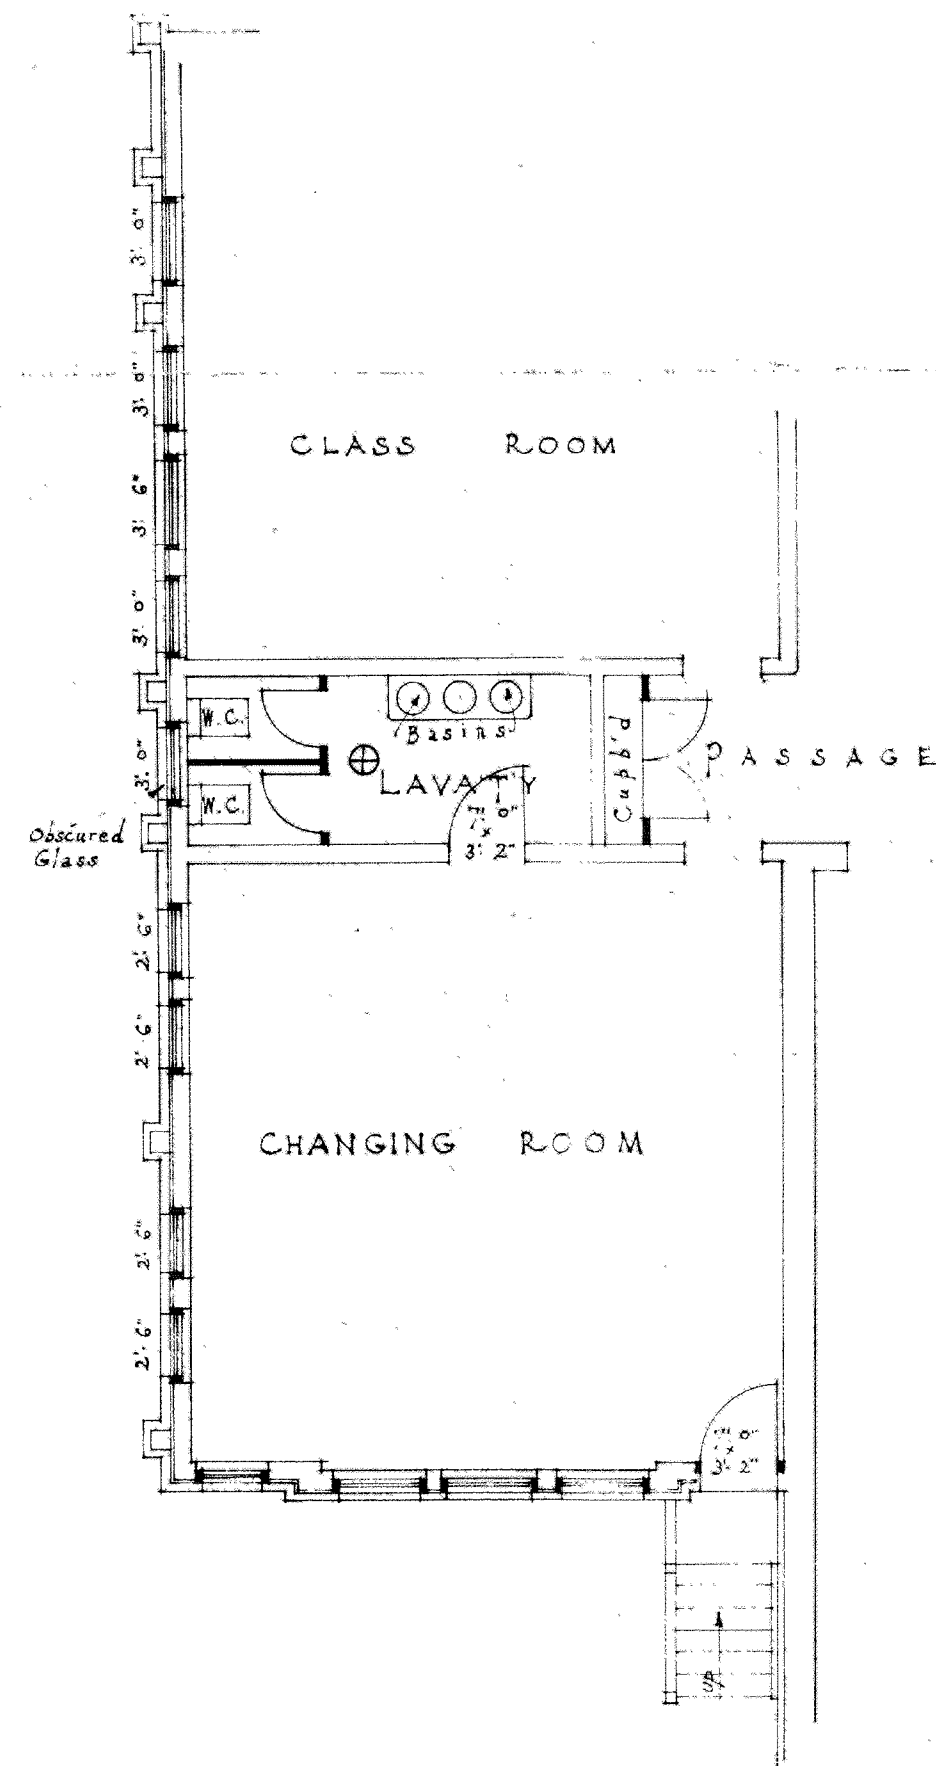 3'. 0"
3'. 0"
CLASS ROOM
3'. 6"
3'. 0"
W.C.
Basins
Cupb'd
PASSAGE
3'. 0"
LAVAT'Y
W.C.
7'. 0"
x
3'. 2"
Obscured
Glass
2'. 6"
2'. 6"
CHANGING ROOM
2'. 6"
2'. 6"
7'. 0"
x
3'. 2"